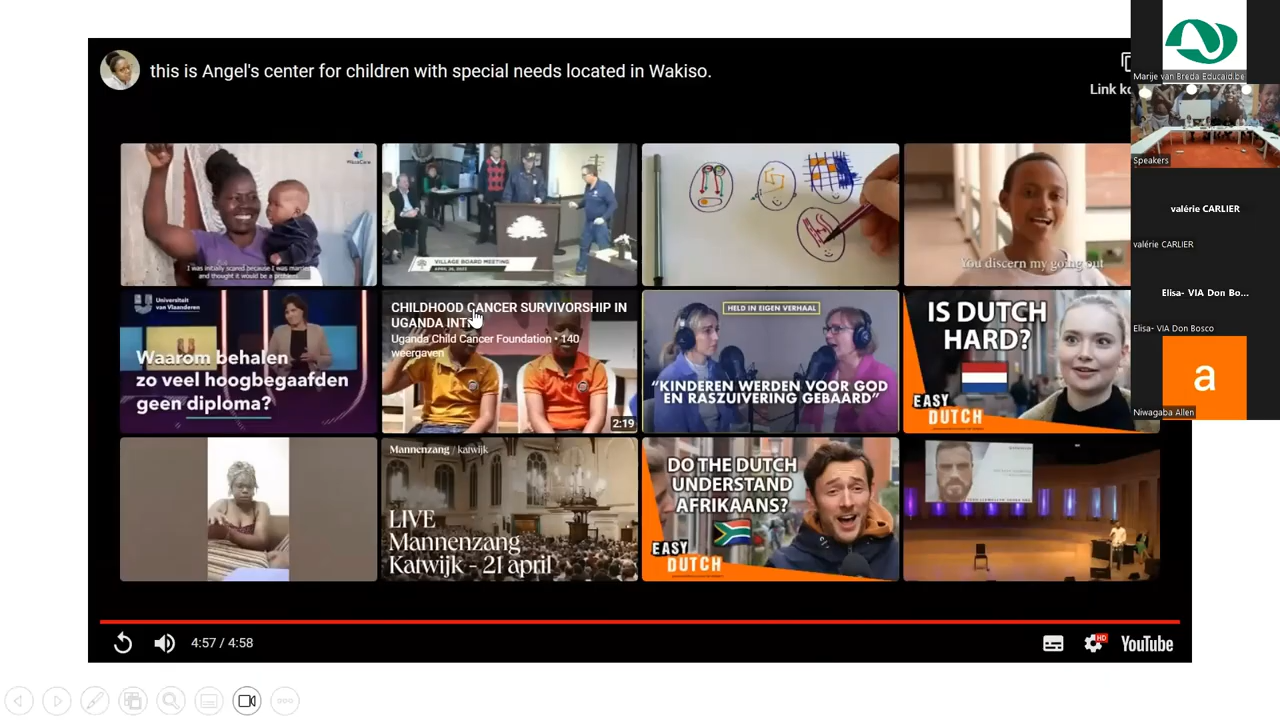 this is Angel's center for children with special needs located in Wakiso.
Link ko
Marije van Breda Educaid.be
Speakers
valérie CARLIER
valérie CARLIER
Elisa- VIA Don Bo...
Elisa- VIA Don Bosco
a
Niwagaba Allen
I was initially scared because I was married
and thought it would be a problem
VILLAGE BOARD MEETING
You discern my going out
Universiteit
van Vlaanderen
Waarom behalen
zo veel hoogbegaafden
geen diploma?
CHILDHOOD CANCER SURVIVORSHIP IN
UGANDA
Uganda Child Cancer Foundation • 140
weergaven
2:19
HELD IN EIGEN VERHAAL
“KINDEREN WERDEN VOOR GOD
EN RASZUIVERING GEBAARD”
IS DUTCH
HARD?
EASY
DUTCH
Mannenzang / katwijk
LIVE
Mannenzang
Katwijk - 21 april
DO THE DUTCH
UNDERSTAND
AFRIKAANS?
EASY
DUTCH
4:57 / 4:58
HD
YouTube